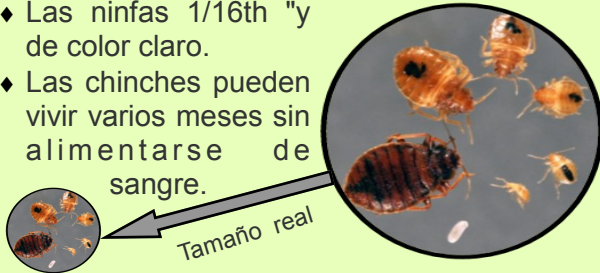 ♦ Las ninfas 1/16th "y
de color claro.
♦ Las chinches pueden
vivir varios meses sin
alimentarse de
sangre.
Tamaño real